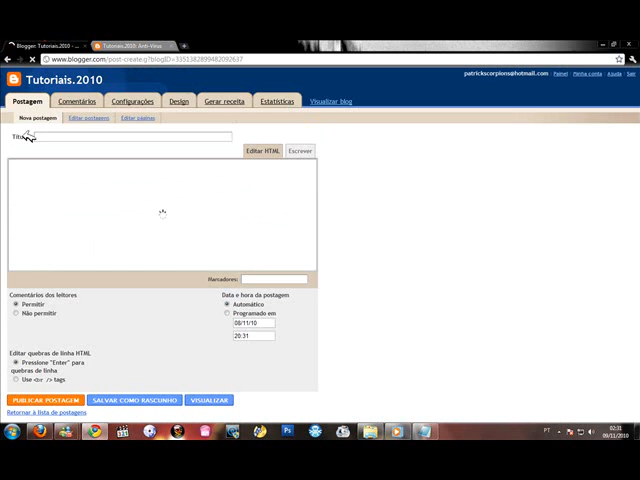 Blogger: Tutoriais.2010 - ...
Tutoriais.2010: Anti-Vírus
www.blogger.com/post-create.g?blogID=3351382899482092637
Tutoriais.2010
patrickscorpions@hotmail.com Painel Minha conta Ajuda Sair
Postagem Comentários Configurações Design Gerar receita Estatísticas Visualizar blog
Nova postagem Editar postagens Editar páginas
Editar HTML Escrever
Marcadores:
Comentários dos leitores
Permitir
Não permitir
Data e hora da postagem
Automático
Programado em
08/11/10
20:31
Editar quebras de linha HTML
Pressione "Enter" para
quebras de linha
Use <br /> tags
PUBLICAR POSTAGEM SALVAR COMO RASCUNHO VISUALIZAR
Retornar à lista de postagens
PT
02:31
09/11/2010